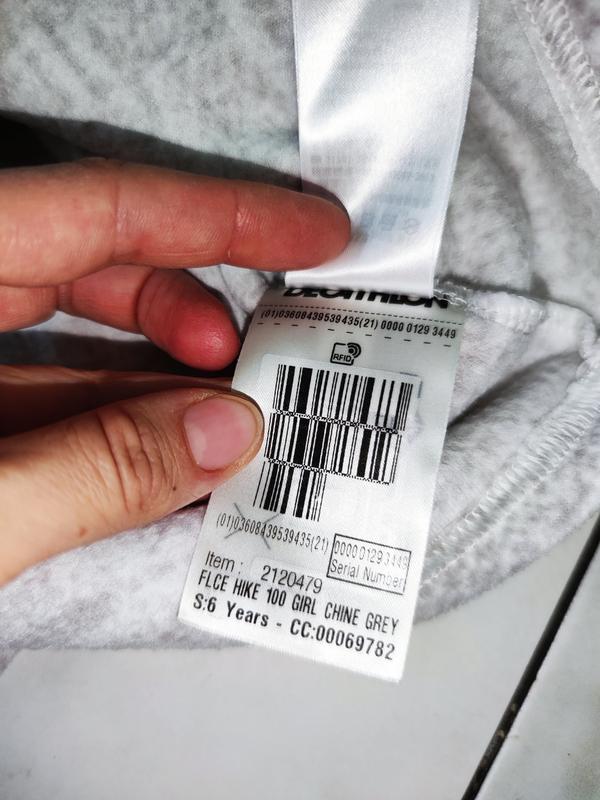 DECATHLON
(01)03608439539435(21) 0000 0129 3449
RFID
(01)03608439539435(21)
0000 0129 3449
Serial Number
Item : 2120479
FLCE HIKE 100 GIRL CHINE GREY
S:6 Years - CC:00069782